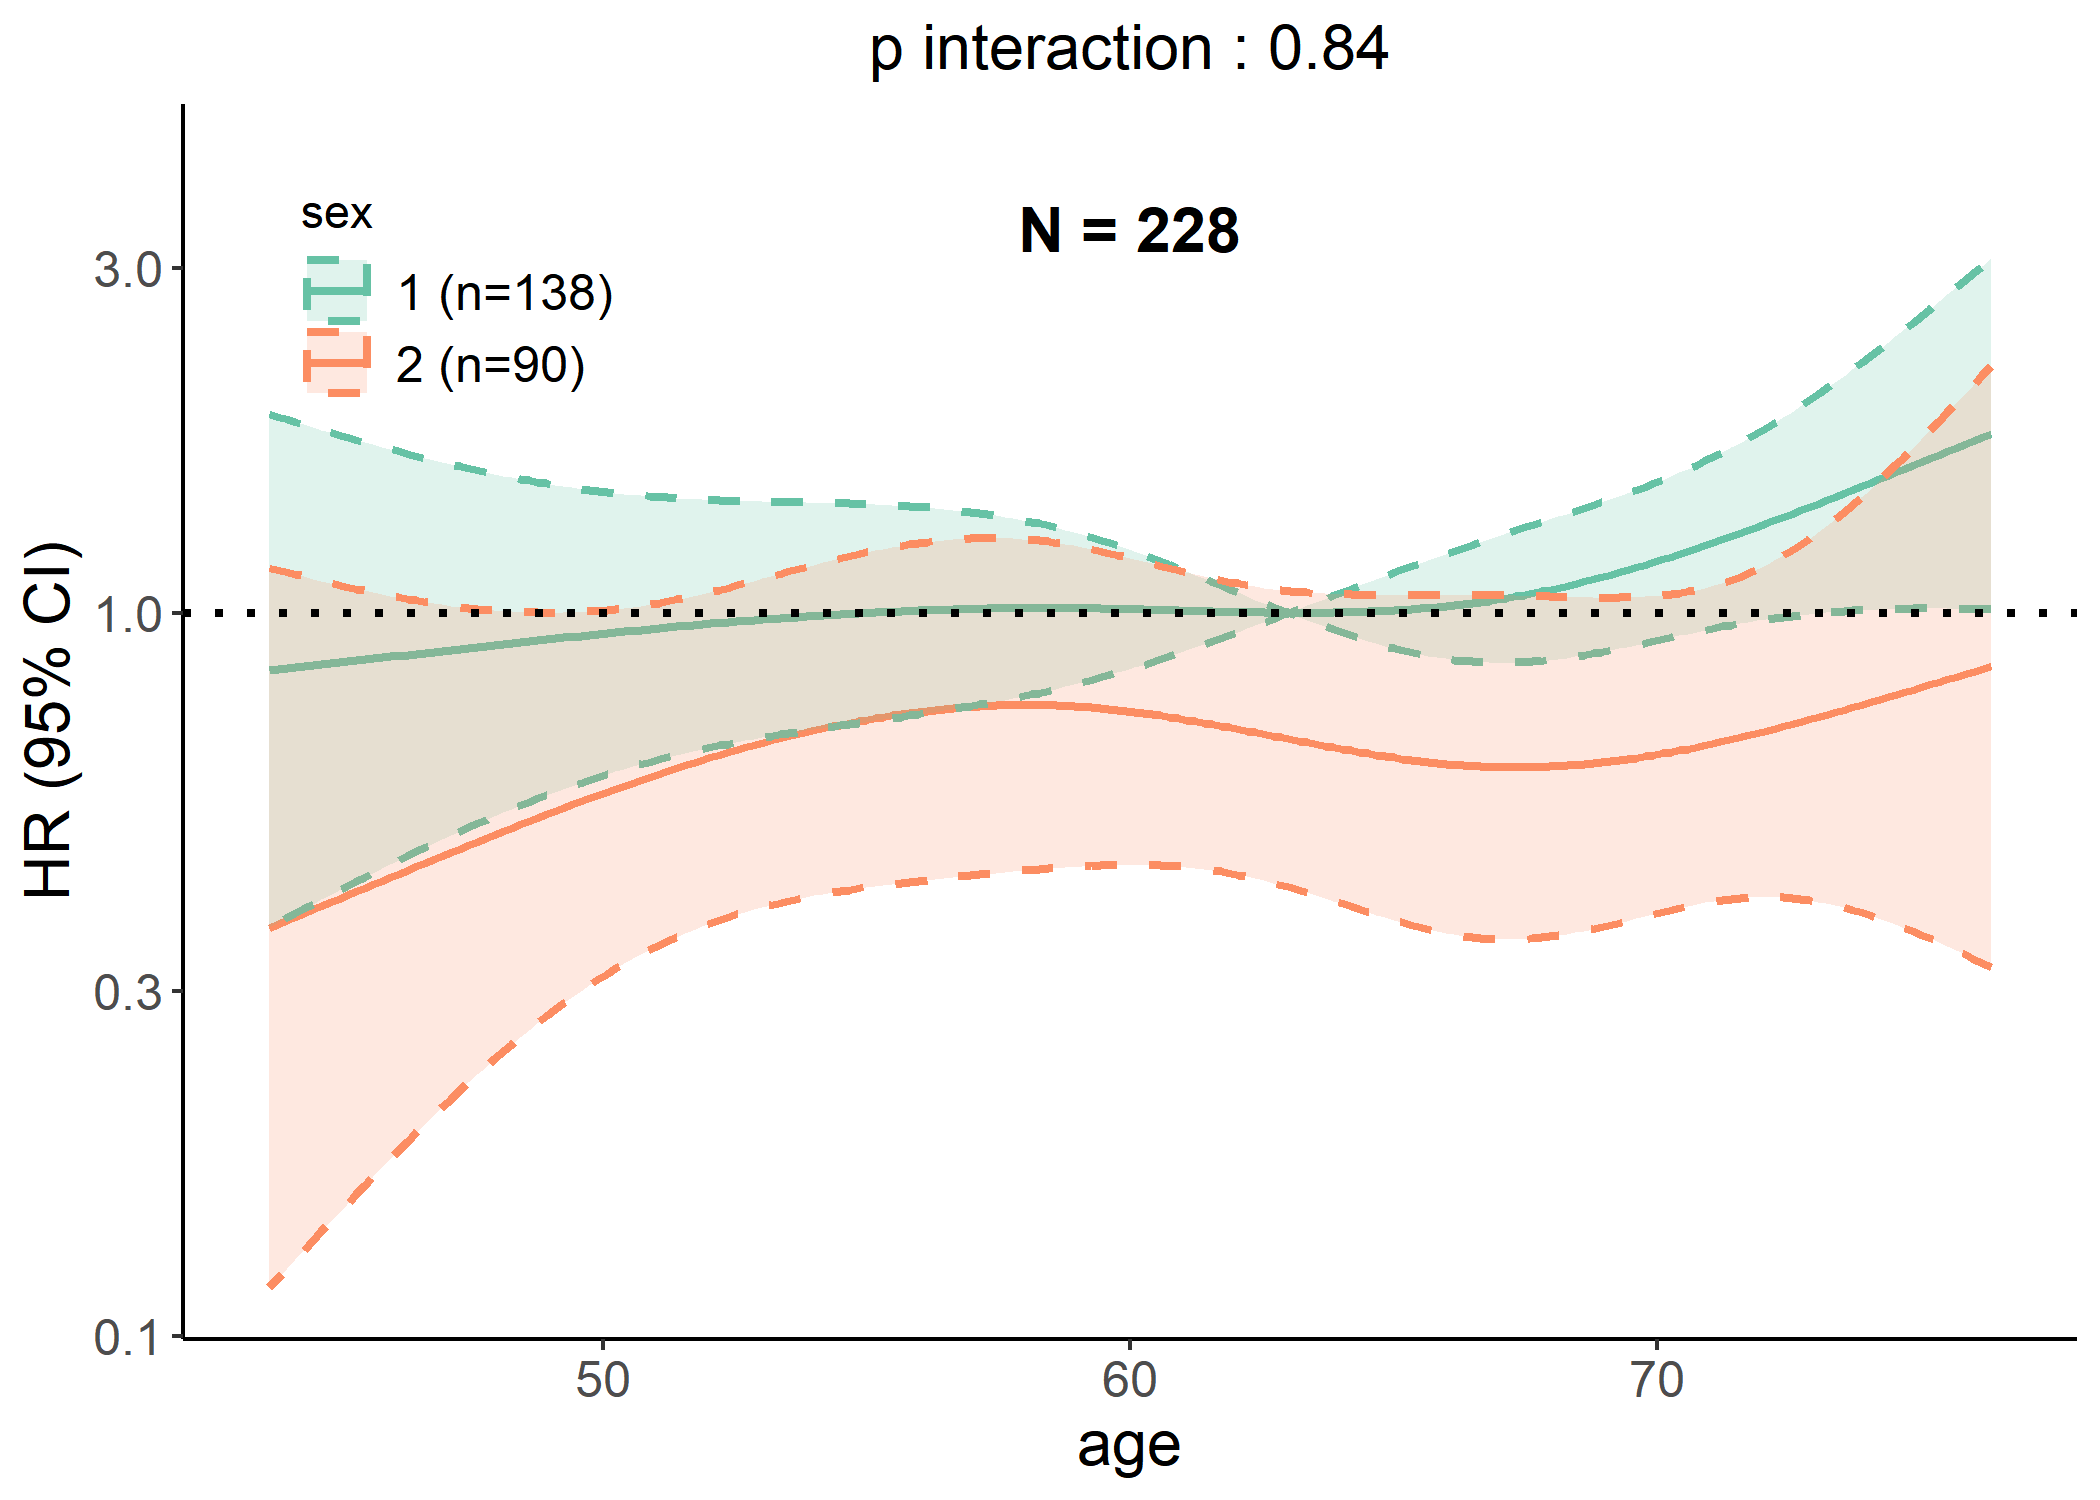 p interaction : 0.84
N = 228
sex
1 (n=138)
2 (n=90)
HR (95% CI)
3.0
1.0
0.3
0.1
50 60 70
age